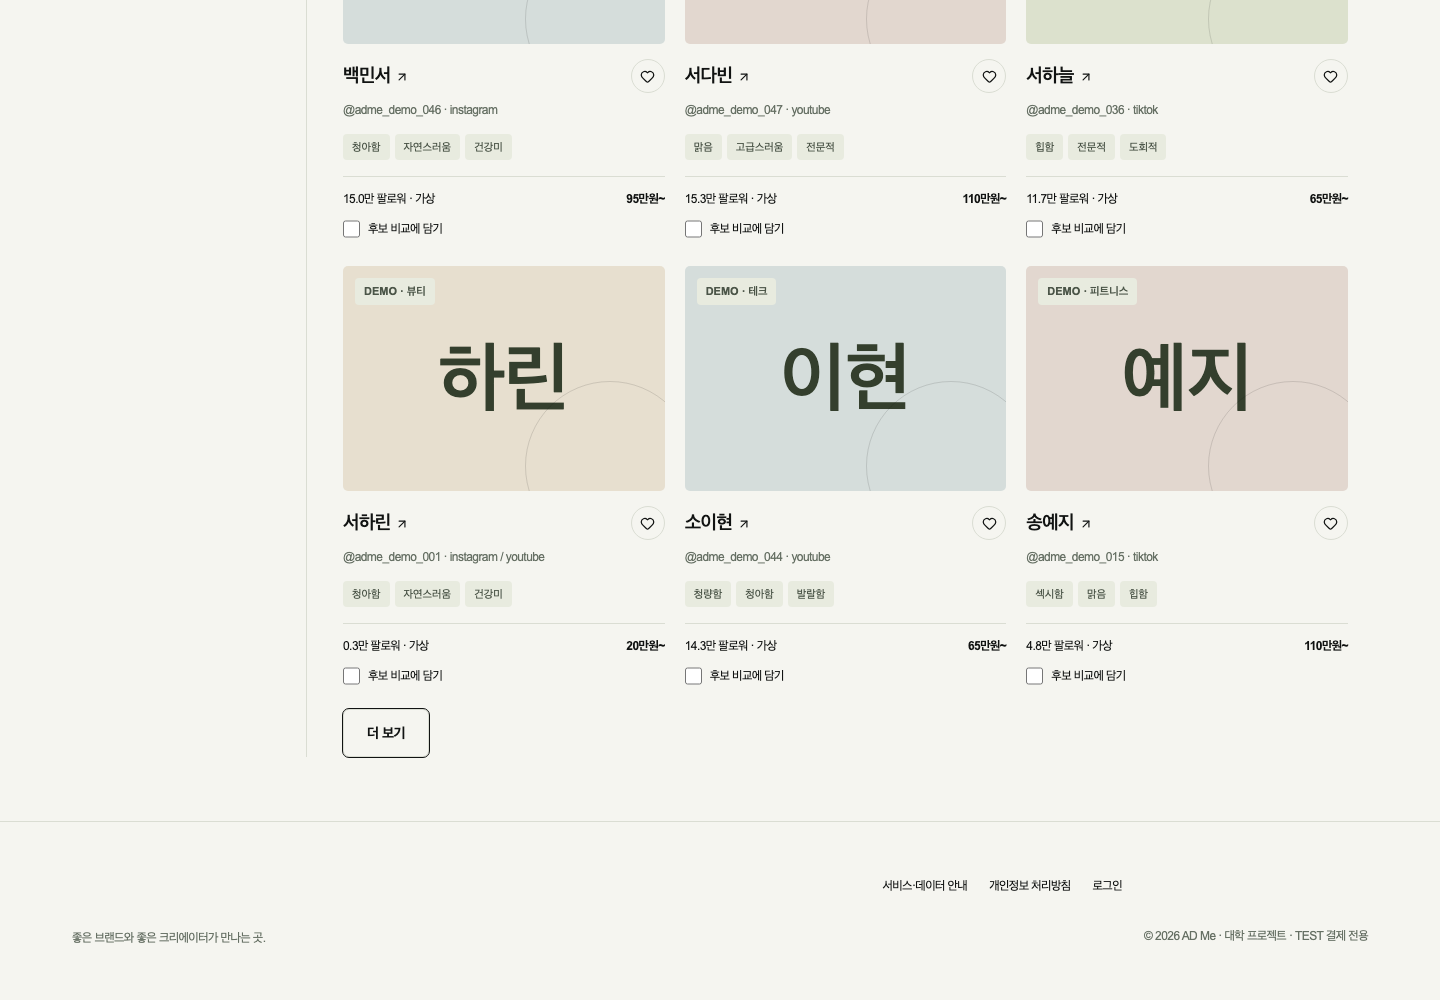 백민서 ↗
@adme_demo_046 · instagram
청아함 자연스러움 건강미
15.0만 팔로워 · 가상 95만원~
후보 비교에 담기
서다빈 ↗
@adme_demo_047 · youtube
맑음 고급스러움 전문적
15.3만 팔로워 · 가상 110만원~
후보 비교에 담기
서하늘 ↗
@adme_demo_036 · tiktok
힙함 전문적 도회적
11.7만 팔로워 · 가상 65만원~
후보 비교에 담기
DEMO · 뷰티
하린
서하린 ↗
@adme_demo_001 · instagram / youtube
청아함 자연스러움 건강미
0.3만 팔로워 · 가상 20만원~
후보 비교에 담기
DEMO · 테크
이현
소이현 ↗
@adme_demo_044 · youtube
청량함 청아함 발랄함
14.3만 팔로워 · 가상 65만원~
후보 비교에 담기
DEMO · 피트니스
예지
송예지 ↗
@adme_demo_015 · tiktok
섹시함 맑음 힙함
4.8만 팔로워 · 가상 110만원~
후보 비교에 담기
더 보기
서비스·데이터 안내 개인정보 처리방침 로그인
좋은 브랜드와 좋은 크리에이터가 만나는 곳.
© 2026 AD Me · 대학 프로젝트 · TEST 결제 전용